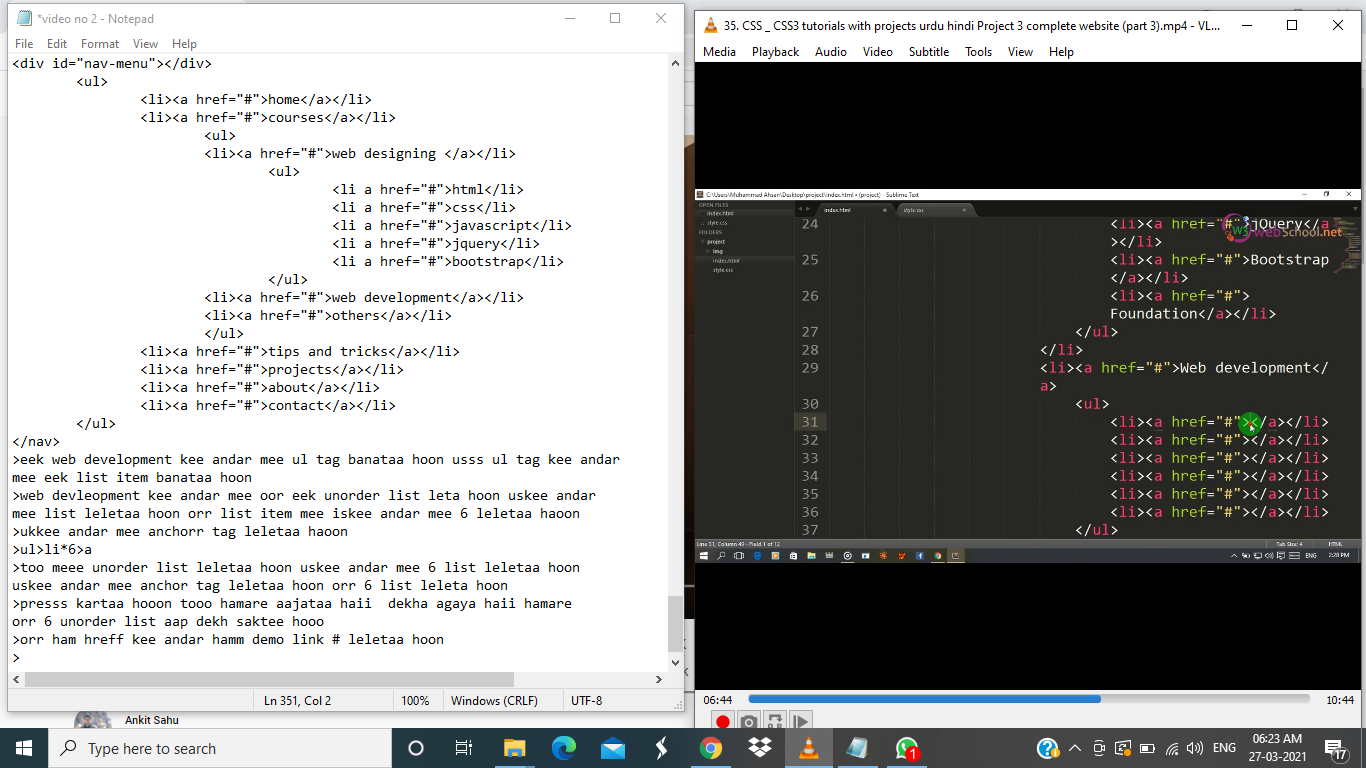 *video no 2 - Notepad
File Edit Format View Help
<div id="nav-menu"></div>
<ul>
<li><a href="#">home</a></li>
<li><a href="#">courses</a></li>
<ul>
<li><a href="#">web designing </a></li>
<ul>
<li a href="#">html</li>
<li a href="#">css</li>
<li a href="#">javascript</li>
<li a href="#">jquery</li>
<li a href="#">bootstrap</li>
</ul>
<li><a href="#">web development</a></li>
<li><a href="#">others</a></li>
</ul>
<li><a href="#">tips and tricks</a></li>
<li><a href="#">projects</a></li>
<li><a href="#">about</a></li>
<li><a href="#">contact</a></li>
</ul>
</nav>
>eek web development kee andar mee ul tag banataa hoon usss ul tag kee andar
mee eek list item banataa hoon
>web devleopment kee andar mee oor eek unorder list leta hoon uskee andar
mee list leletaa hoon orr list item mee iskee andar mee 6 leletaa haoon
>ukkee andar mee anchorr tag leletaa haoon
>ul>li*6>a
>too meee unorder list leletaa hoon uskee andar mee 6 list leletaa hoon
uskee andar mee anchor tag leletaa hoon orr 6 list leleta hoon
>presss kartaa hooon tooo hamare aajataa haii  dekha agaya haii hamare
orr 6 unorder list aap dekh saktee hooo
>orr ham hreff kee andar hamm demo link # leletaa hoon
>
Ln 351, Col 2 100% Windows (CRLF) UTF-8
Ankit Sahu
35. CSS _ CSS3 tutorials with projects urdu hindi Project 3 complete website (part 3).mp4 - VL...
Media Playback Audio Video Subtitle Tools View Help
C:\Users\Muhammad Ahsan\Desktop\project\index.html • (project) - Sublime Text
OPEN FILES
index.html
style.css
FOLDERS
project
img
index.html
style.css
index.html style.css
WebSchool.net
24 <li><a href="#">jQuery</a
></li>
25 <li><a href="#">Bootstrap
</a></li>
26 <li><a href="#">
Foundation</a></li>
27 </ul>
28 </li>
29 <li><a href="#">Web development</
a>
30 <ul>
31 <li><a href="#"></a></li>
32 <li><a href="#"></a></li>
33 <li><a href="#"></a></li>
34 <li><a href="#"></a></li>
35 <li><a href="#"></a></li>
36 <li><a href="#"></a></li>
37 </ul>
Line 31, Column 49 - Field 1 of 12 Tab Size: 4 HTML
ENG 2:28 PM
06:44 10:44
Type here to search
1
ENG
06:23 AM
27-03-2021
17